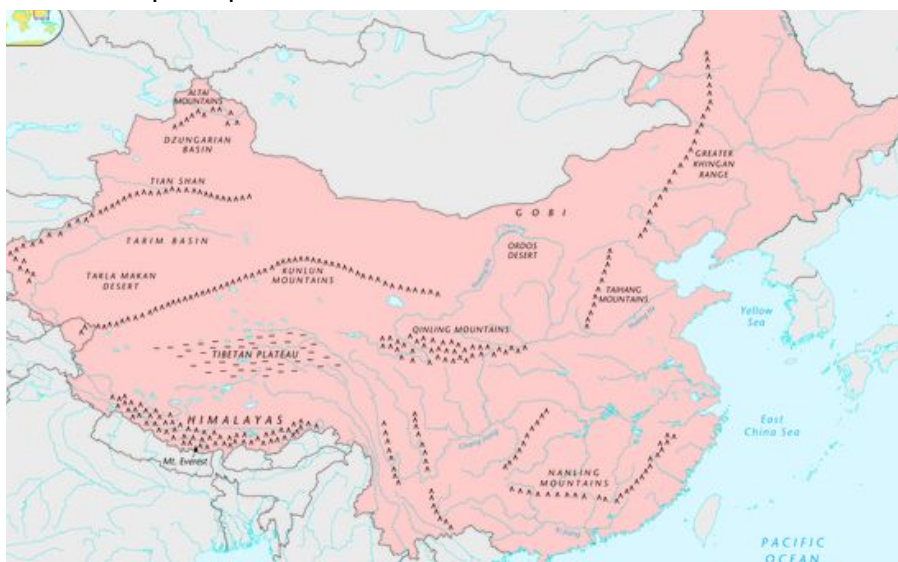 ALTAI
MOUNTAINS
DZUNGARIAN
BASIN
TIAN SHAN
GREATER
KHINGAN
RANGE
GOBI
TARIM BASIN
ORDOS
DESERT
TAKLA MAKAN
DESERT
KUNLUN
MOUNTAINS
TAIHANG
MOUNTAINS
Yellow
Sea
QINLING MOUNTAINS
TIBETAN PLATEAU
HIMALAYAS
Mt. Everest
East
China Sea
NANLING
MOUNTAINS
PACIFIC
OCEAN